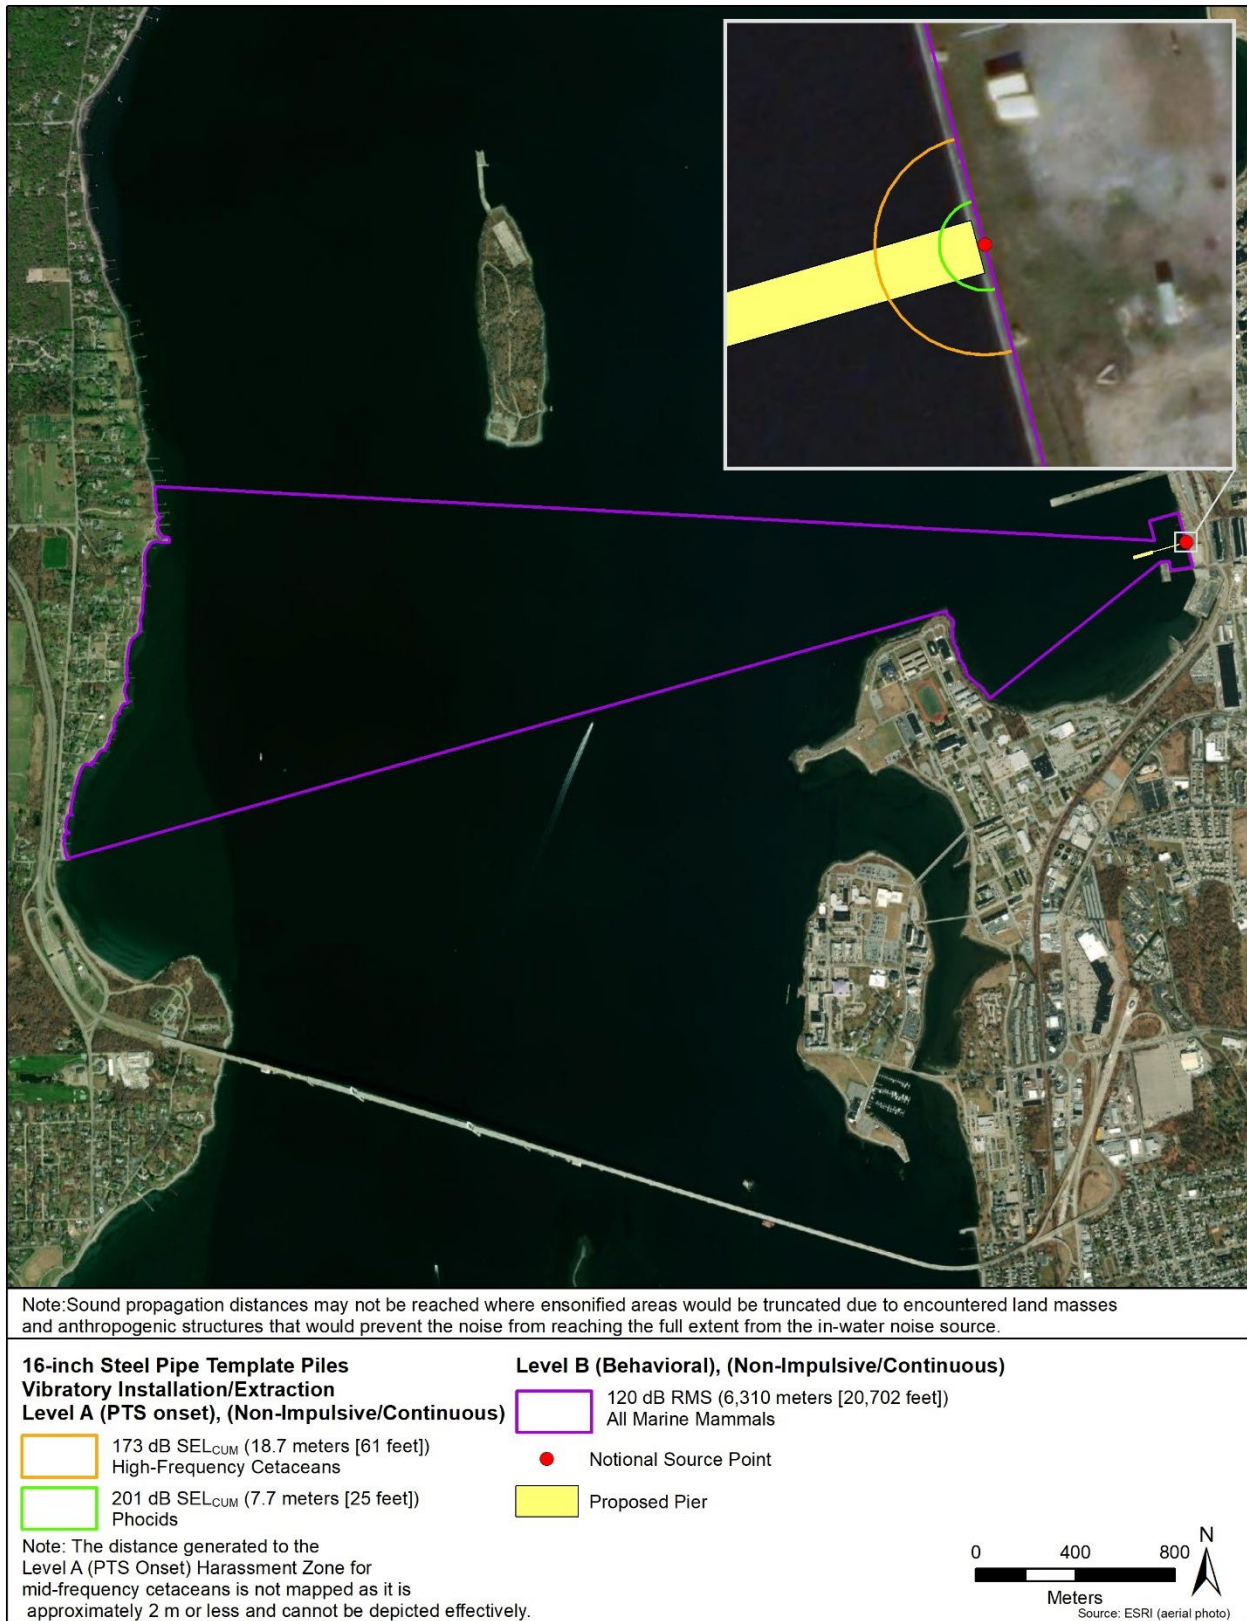 Note:Sound propagation distances may not be reached where ensonified areas would be truncated due to encountered land masses
and anthropogenic structures that would prevent the noise from reaching the full extent from the in-water noise source.
16-inch Steel Pipe Template Piles
Vibratory Installation/Extraction
Level A (PTS onset), (Non-Impulsive/Continuous)
173 dB SELCUM (18.7 meters [61 feet])
High-Frequency Cetaceans
201 dB SELCUM (7.7 meters [25 feet])
Phocids
Note: The distance generated to the
Level A (PTS Onset) Harassment Zone for
mid-frequency cetaceans is not mapped as it is
approximately 2 m or less and cannot be depicted effectively.
Level B (Behavioral), (Non-Impulsive/Continuous)
120 dB RMS (6,310 meters [20,702 feet])
All Marine Mammals
Notional Source Point
Proposed Pier
N
0 400 800
Meters
Source: ESRI (aerial photo)